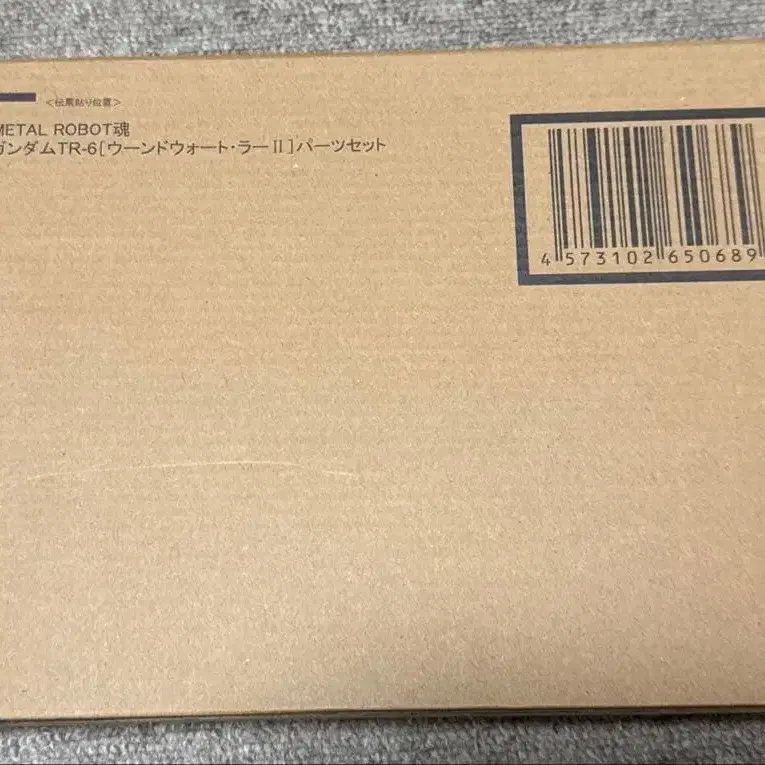 <伝票貼り位置>
METAL ROBOT魂
ガンダムTR-6[ウーンドウォート・ラーⅡ]パーツセット
4 573102 650689